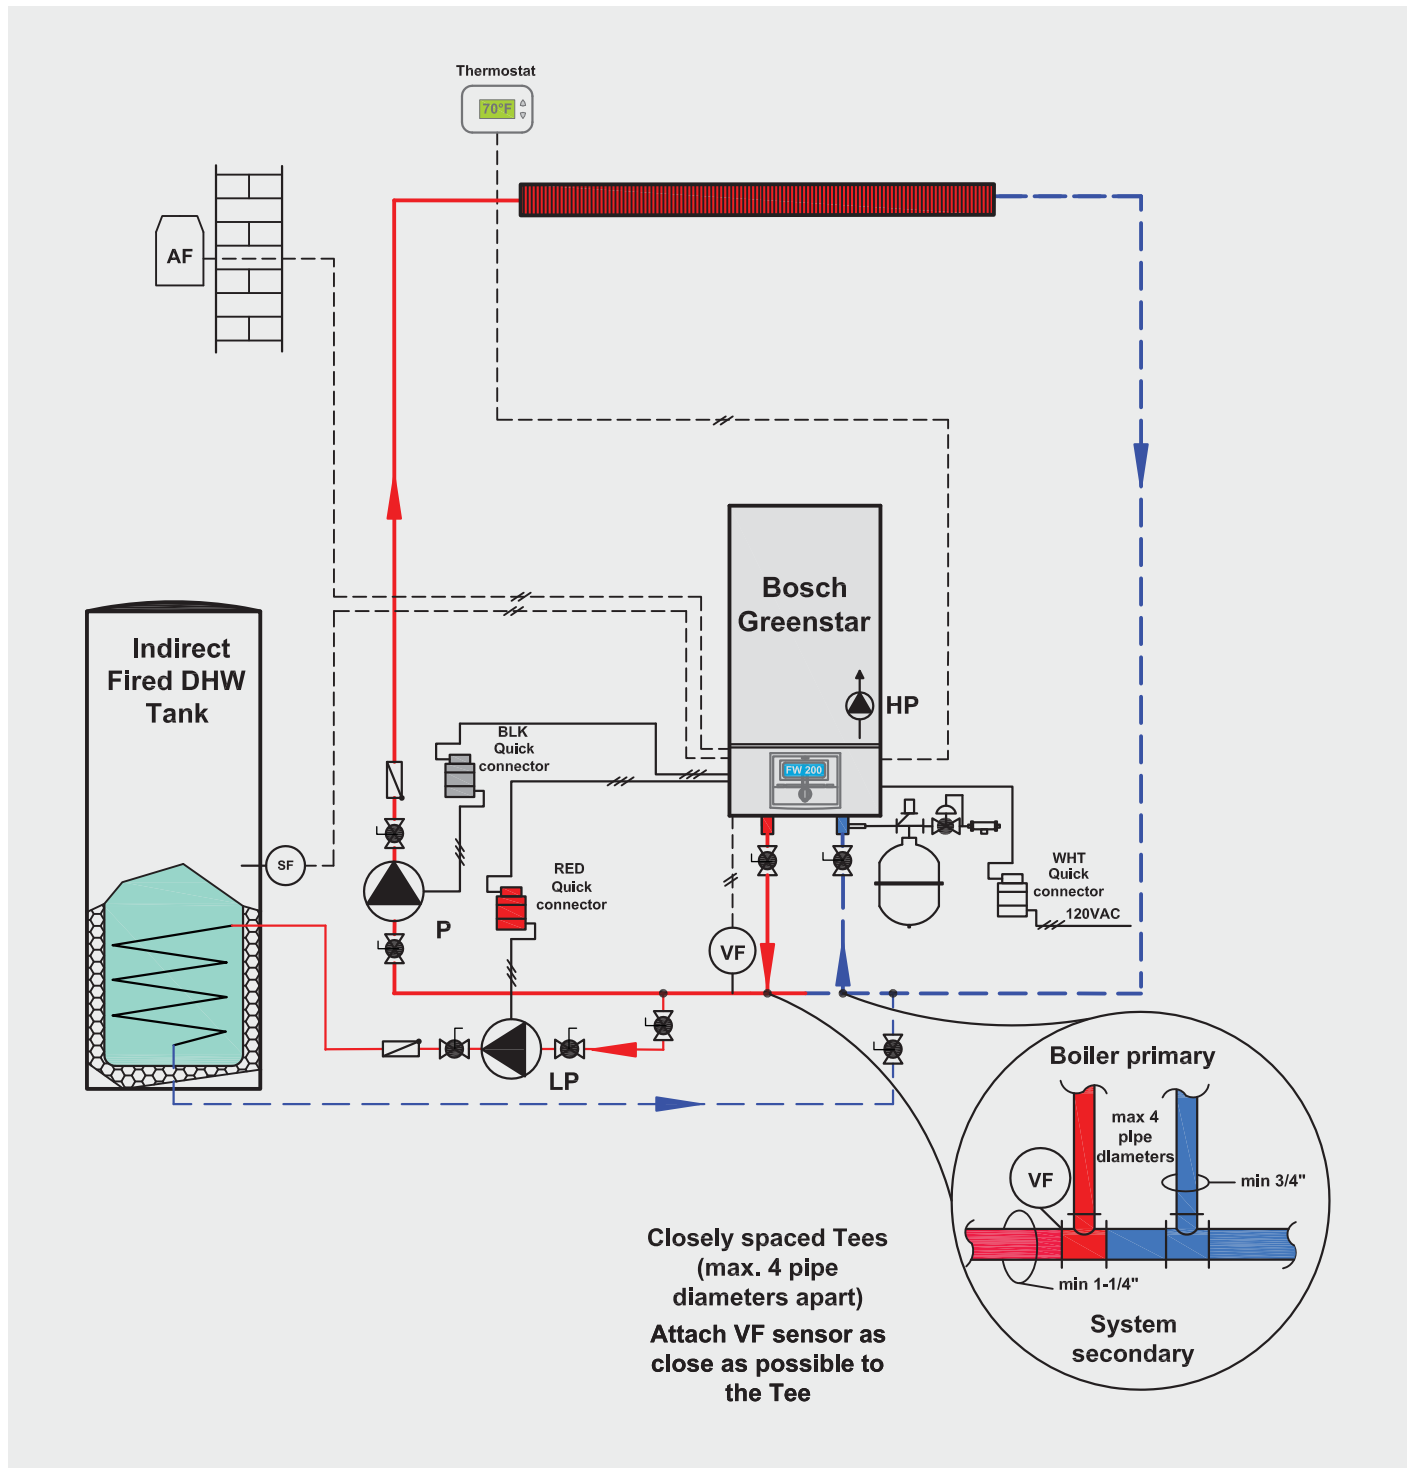 Thermostat
70°F
AF
Bosch
Greenstar
HP
Indirect
Fired DHW
Tank
BLK
Quick
connector
FW 200
SF
RED
Quick
connector
WHT
Quick
connector
120VAC
P
VF
LP
Boiler primary
max 4
pIpe
dIameters
VF
min 3/4"
min 1-1/4"
System
secondary
Closely spaced Tees
(max. 4 pipe
diameters apart)
Attach VF sensor as
close as possible to
the Tee